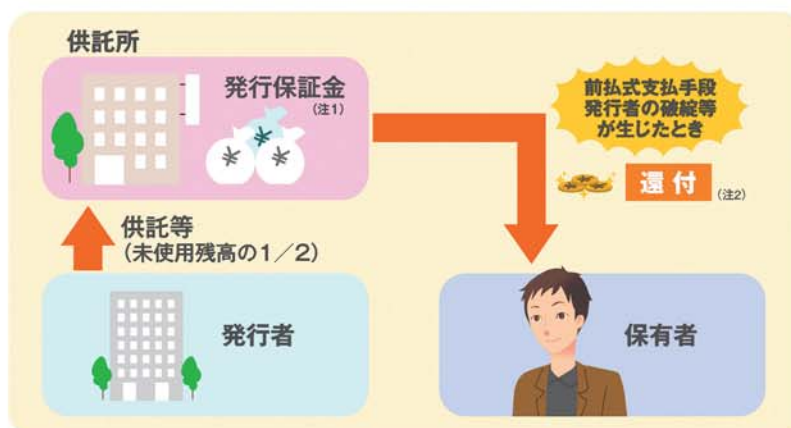 供託所
発行保証金
(注1)
¥
¥
¥
前払式支払手段
発行者の破綻等
が生じたとき
還付
(注2)
供託等
(未使用残高の1/2)
発行者
保有者